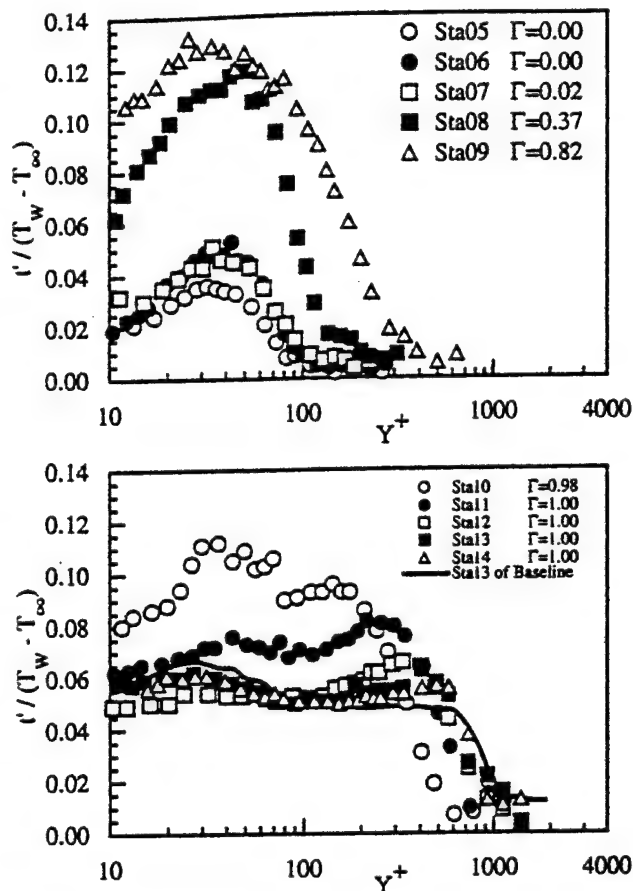 t'/(T_W - T_∞)
0.14
0.12
0.10
0.08
0.06
0.04
0.02
0.00
Sta05 Γ=0.00
Sta06 Γ=0.00
Sta07 Γ=0.02
Sta08 Γ=0.37
Sta09 Γ=0.82
10
100
1000
4000
Y+
t'/(T_W - T_∞)
0.14
0.12
0.10
0.08
0.06
0.04
0.02
0.00
Sta10 Γ=0.98
Sta11 Γ=1.00
Sta12 Γ=1.00
Sta13 Γ=1.00
Sta14 Γ=1.00
Sta13 of Baseline
10
100
1000
4000
Y+